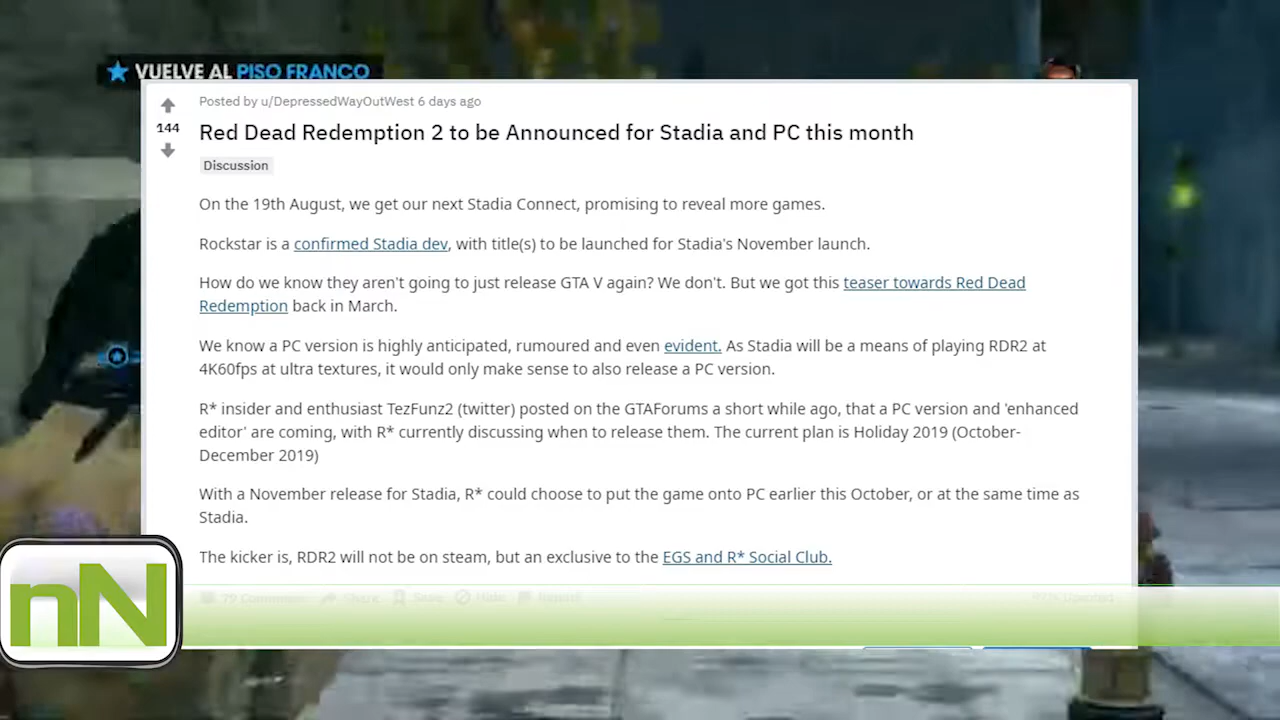 VUELVE AL PISO FRANCO
Posted by u/DepressedWayOutWest 6 days ago
144
Red Dead Redemption 2 to be Announced for Stadia and PC this month
Discussion
On the 19th August, we get our next Stadia Connect, promising to reveal more games.
Rockstar is a confirmed Stadia dev, with title(s) to be launched for Stadia's November launch.
How do we know they aren't going to just release GTA V again? We don't. But we got this teaser towards Red Dead
Redemption back in March.
We know a PC version is highly anticipated, rumoured and even evident. As Stadia will be a means of playing RDR2 at
4K60fps at ultra textures, it would only make sense to also release a PC version.
R* insider and enthusiast TezFunz2 (twitter) posted on the GTAForums a short while ago, that a PC version and 'enhanced
editor' are coming, with R* currently discussing when to release them. The current plan is Holiday 2019 (October-
December 2019)
With a November release for Stadia, R* could choose to put the game onto PC earlier this October, or at the same time as
Stadia.
The kicker is, RDR2 will not be on steam, but an exclusive to the EGS and R* Social Club.
79 Comments Share Save Hide
nN